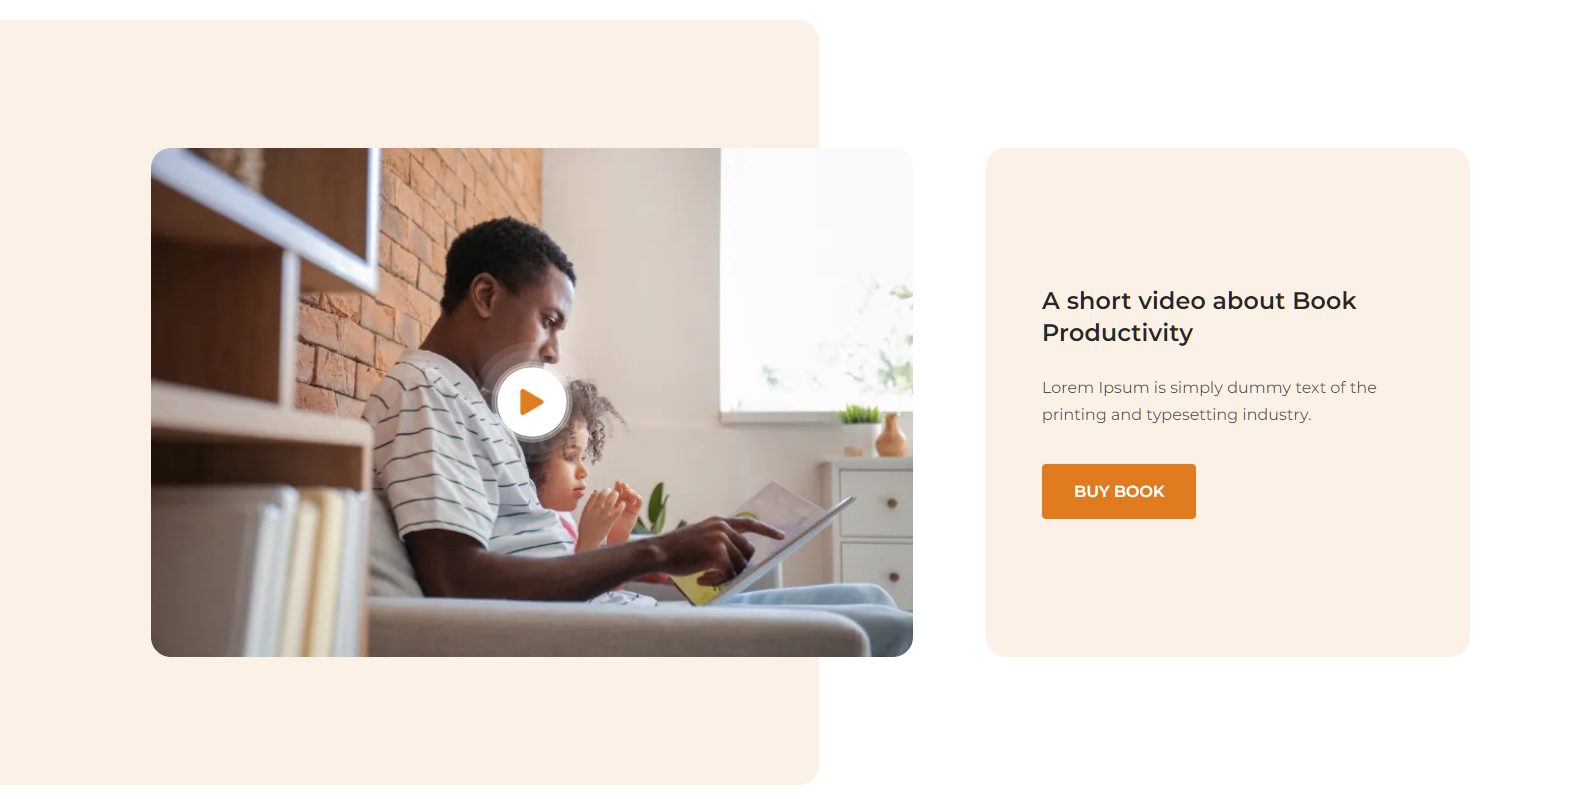 A short video about Book
Productivity
Lorem Ipsum is simply dummy text of the
printing and typesetting industry.
BUY BOOK